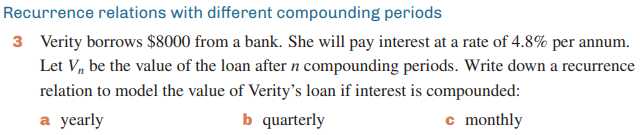 Recurrence relations with different compounding periods
3 Verity borrows $8000 from a bank. She will pay interest at a rate of 4.8% per annum.
Let Vn be the value of the loan after n compounding periods. Write down a recurrence
relation to model the value of Verity's loan if interest is compounded:
a yearly b quarterly c monthly